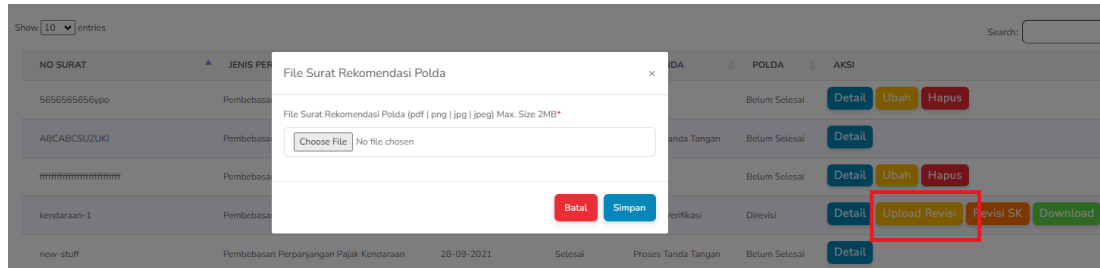 Show 10 entries
Search:
NO SURAT JENIS PER NDA POLDA AKSI
File Surat Rekomendasi Polda ×
5656565656ypo Pembebasa Belum Selesai Detail Ubah Hapus
File Surat Rekomendasi Polda (pdf | png | jpg | jpeg) Max. Size 2MB*
ABCABCSUZUKI Pembebasa Choose File No file chosen anda Tangan Belum Selesai Detail
Pembebasa Belum Selesai Detail Ubah Hapus
Batal Simpan
kendaraan-1 Pembebasa Verifikasi Direvisi Detail Upload Revisi Revisi SK Download
new-stuff Pembebasan Perpanjangan Pajak Kendaraan 28-09-2021 Selesai Proses Tanda Tangan Belum Selesai Detail